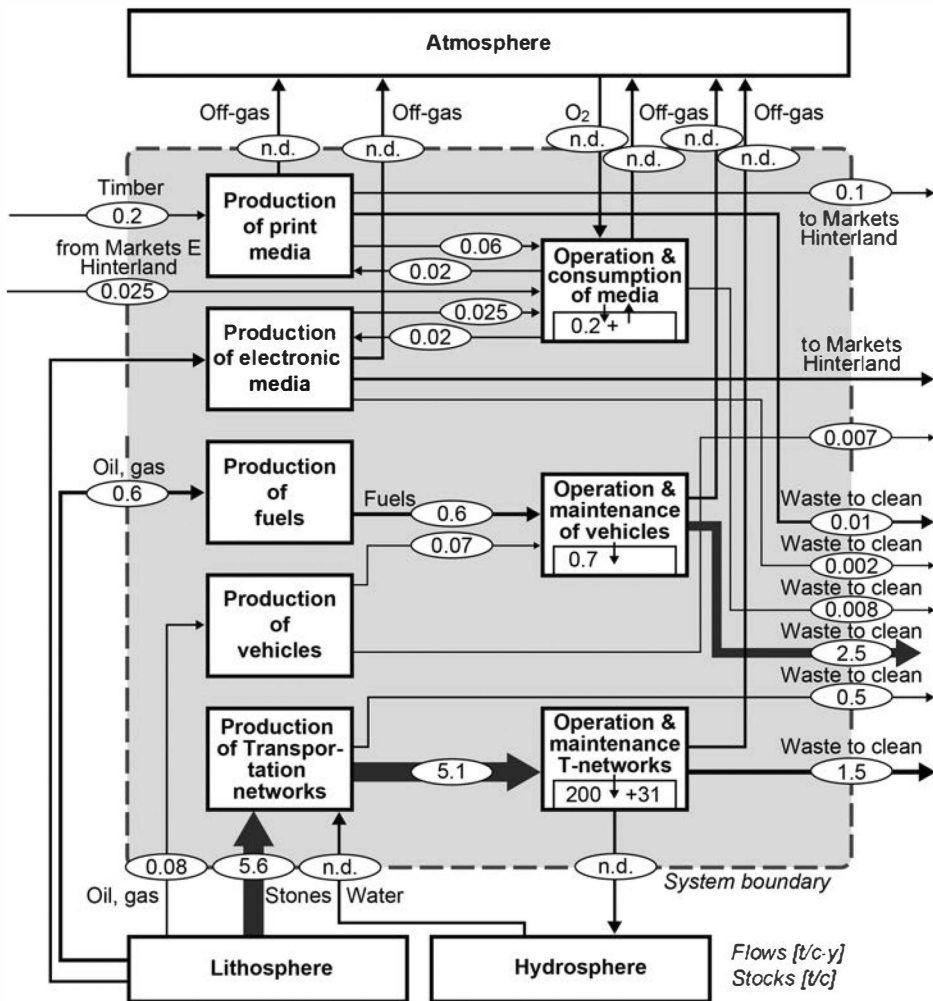 Atmosphere
Off-gas
Off-gas
O2
Off-gas
Off-gas
n.d.
n.d.
n.d.
n.d.
n.d.
n.d.
Timber
0.2
Production
of print
media
0.1
to Markets
Hinterland
from Markets E
Hinterland
0.025
0.06
0.02
Operation &
consumption
of media
0.2 +
Production
of electronic
media
0.025
0.02
to Markets
Hinterland
0.007
Oil, gas
0.6
Production
of
fuels
Fuels
0.6
0.07
Operation &
maintenance
of vehicles
0.7
Waste to clean
0.01
Waste to clean
0.002
Waste to clean
0.008
Waste to clean
2.5
Waste to clean
0.5
Production
of
vehicles
Production
of Transpor-
tation
networks
5.1
Operation &
maintenance
T-networks
200 +31
Waste to clean
1.5
0.08
5.6
n.d.
n.d.
Oil, gas
Stones
Water
System boundary
Lithosphere
Hydrosphere
Flows [t/c·y]
Stocks [t/c]